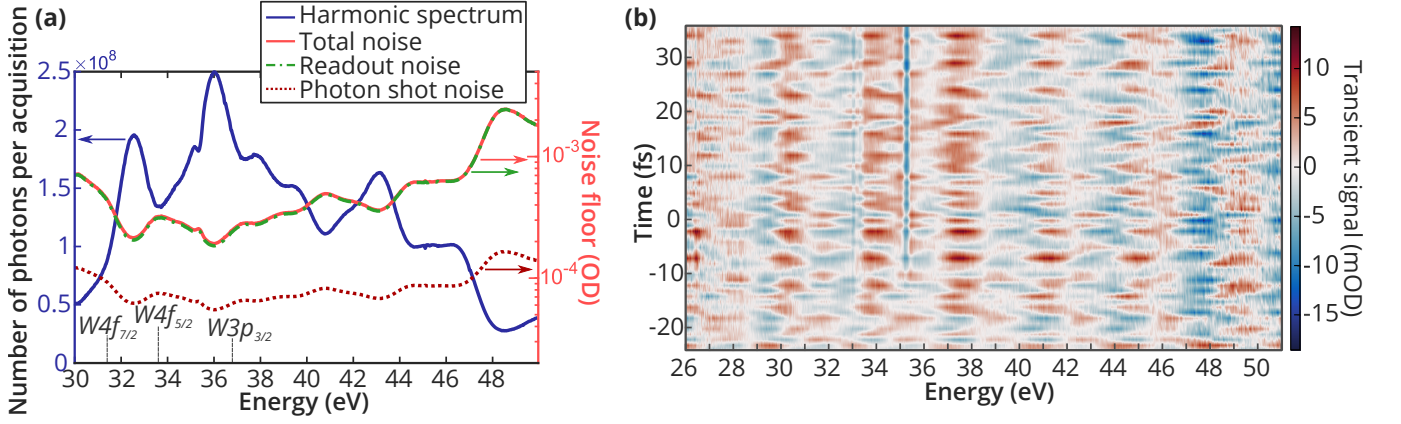 (a)
Harmonic spectrum
Total noise
Readout noise
Photon shot noise
Number of photons per acquisition
×10⁸
2.5
2
1.5
1
0.5
0
10⁻³
10⁻⁴
Noise floor (OD)
W4f7/2
W4f5/2
W3p3/2
30 32 34 36 38 40 42 44 46 48
Energy (eV)
(b)
Time (fs)
30
20
10
0
-10
-20
26 28 30 32 34 36 38 40 42 44 46 48 50
Energy (eV)
10
5
0
-5
-10
-15
Transient signal (mOD)